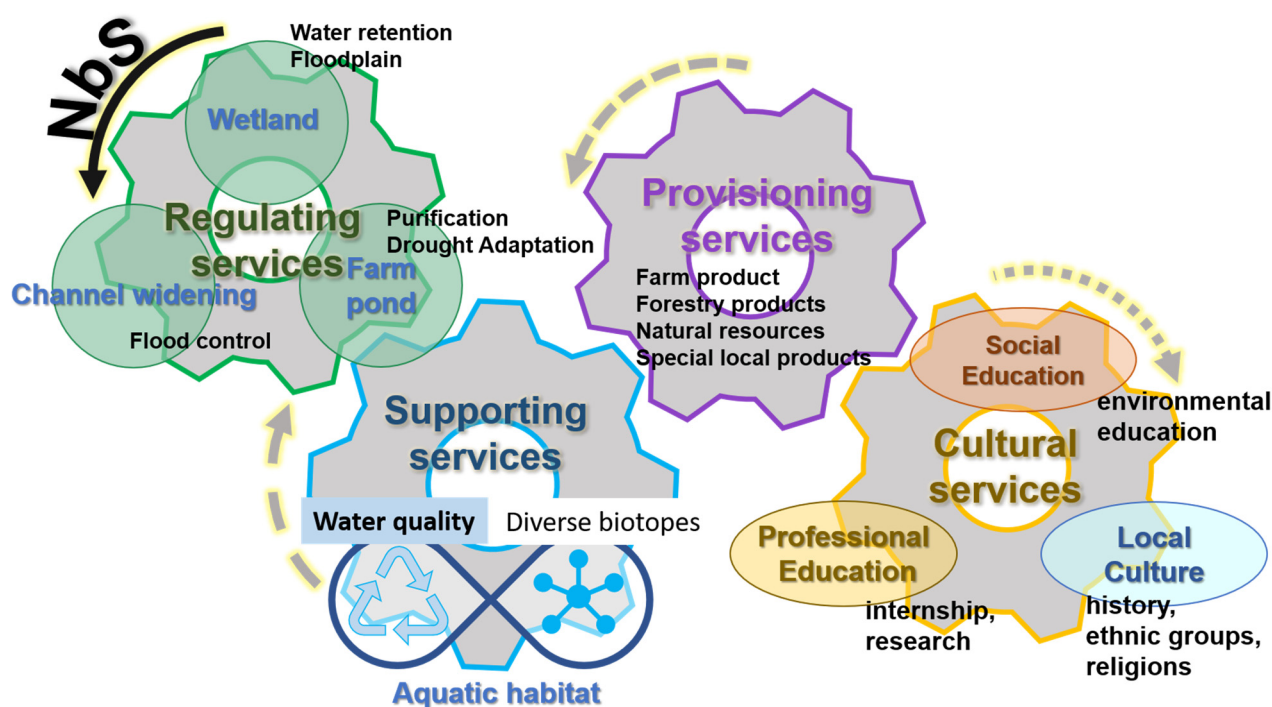 NbS
Water retention
Floodplain
Wetland
Regulating
services
Purification
Drought Adaptation
Farm
pond
Channel widening
Flood control
Provisioning
services
Farm product
Forestry products
Natural resources
Special local products
Supporting
services
Water quality
Diverse biotopes
Aquatic habitat
Social
Education
environmental
education
Cultural
services
Professional
Education
internship,
research
Local
Culture
history,
ethnic groups,
religions